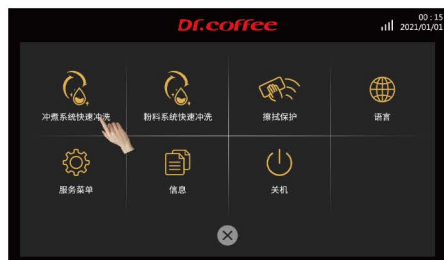 Dr.coffee
00:15
2021/01/01
冲煮系统快速冲洗
粉料系统快速冲洗
擦拭保护
语言
服务菜单
信息
关机